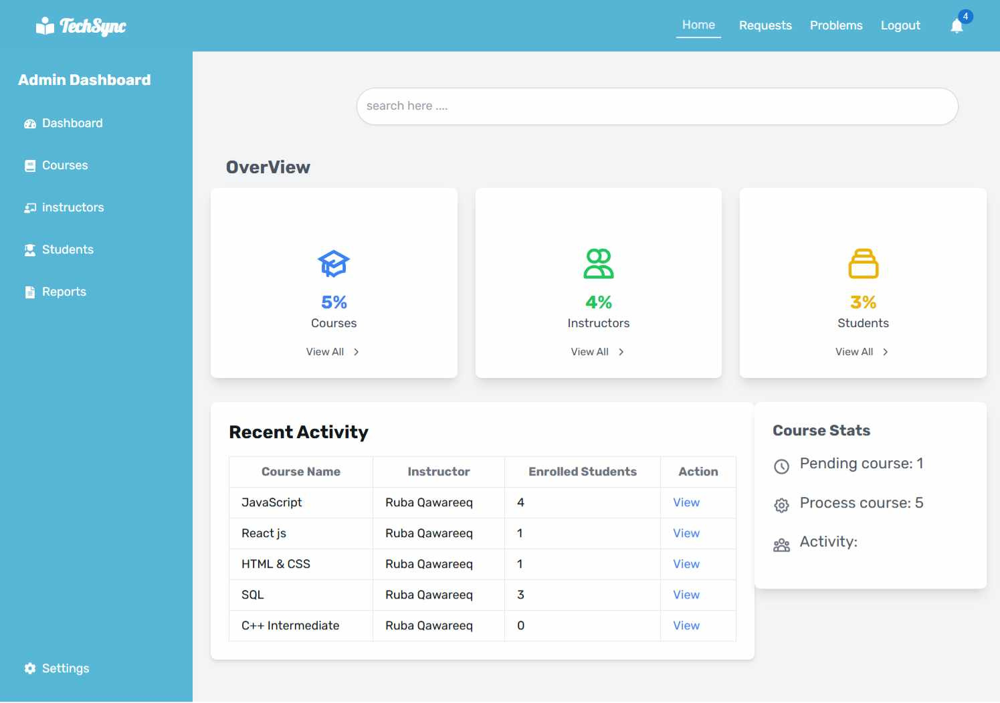 TechSync
Home Requests Problems Logout 4
Admin Dashboard
Dashboard
Courses
instructors
Students
Reports
Settings
search here ....
OverView
5%
Courses
View All
4%
Instructors
View All
3%
Students
View All
Recent Activity
Course Name Instructor Enrolled Students Action
JavaScript Ruba Qawareeq 4 View
React js Ruba Qawareeq 1 View
HTML & CSS Ruba Qawareeq 1 View
SQL Ruba Qawareeq 3 View
C++ Intermediate Ruba Qawareeq 0 View
Course Stats
Pending course: 1
Process course: 5
Activity: